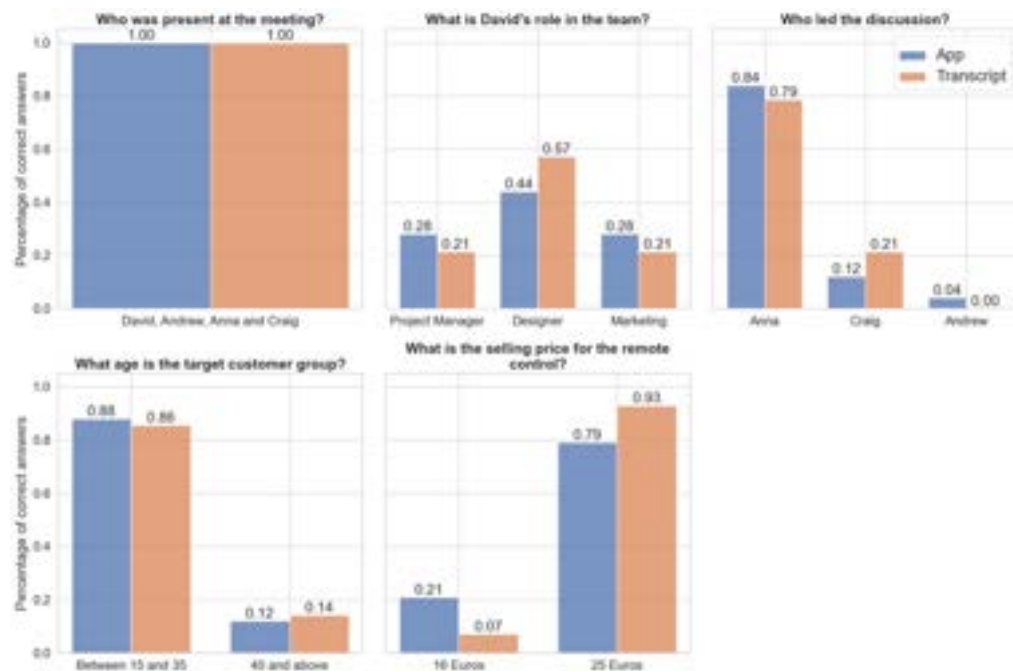 Who was present at the meeting?
What is David's role in the team?
Who led the discussion?
Percentage of correct answers
1.0
0.8
0.6
0.4
0.2
0.0
1.00
1.00
David, Andrew, Anna and Craig
0.28
0.21
0.44
0.57
0.28
0.21
Project Manager
Designer
Marketing
App
Transcript
0.84
0.79
0.12
0.21
0.04
0.00
Anna
Craig
Andrew
What age is the target customer group?
What is the selling price for the remote
control?
Percentage of correct answers
1.0
0.8
0.6
0.4
0.2
0.0
0.88
0.86
0.12
0.14
Between 15 and 35
40 and above
0.21
0.07
0.79
0.93
16 Euros
25 Euros